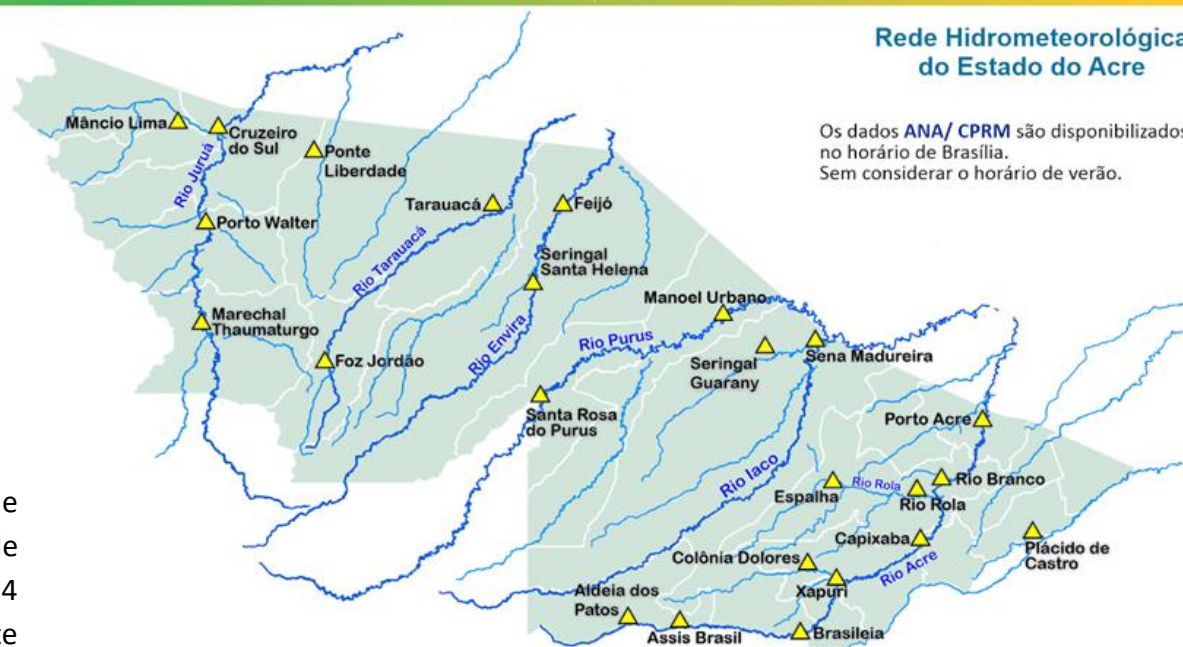 Rede Hidrometeorológica
do Estado do Acre
Os dados ANA/ CPRM são disponibilizados
no horário de Brasília.
Sem considerar o horário de verão.
Mâncio Lima
Cruzeiro
do Sul
Ponte
Liberdade
Rio Juruá
Porto Walter
Tarauacá
Feijó
Rio Tarauacá
Seringal
Santa Helena
Manoel Urbano
Marechal
Thaumaturgo
Foz Jordão
Rio Envira
Rio Purus
Seringal
Guarany
Sena Madureira
Santa Rosa
do Purus
Porto Acre
Rio Iaco
Espalha
Rio Rola
Rio Rola
Rio Branco
Capixaba
Plácido de
Castro
Colônia Dolores
Xapuri
Rio Acre
Aldeia dos
Patos
Assis Brasil
Brasileia
e
4